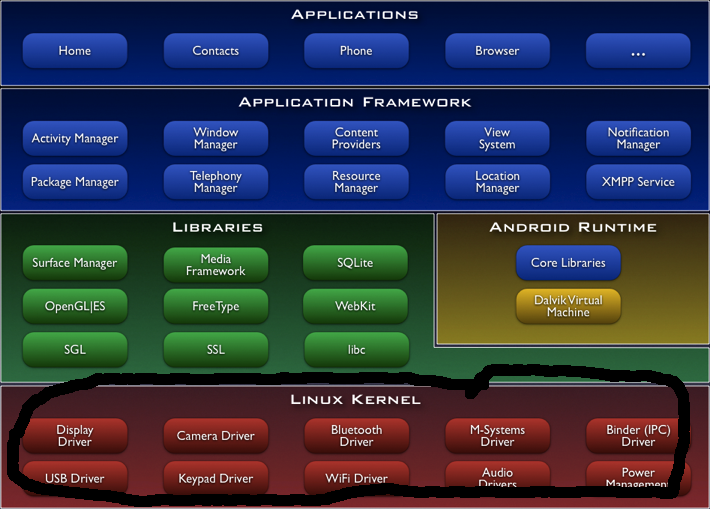 APPLICATIONS
Home
Contacts
Phone
Browser
...
APPLICATION FRAMEWORK
Activity Manager
Window
Manager
Content
Providers
View
System
Notification
Manager
Package Manager
Telephony
Manager
Resource
Manager
Location
Manager
XMPP Service
LIBRARIES
Surface Manager
Media
Framework
SQLite
OpenGL|ES
FreeType
WebKit
SGL
SSL
libc
ANDROID RUNTIME
Core Libraries
Dalvik Virtual
Machine
LINUX KERNEL
Display
Driver
Camera Driver
Bluetooth
Driver
M-Systems
Driver
Binder (IPC)
Driver
USB Driver
Keypad Driver
WiFi Driver
Audio
Drivers
Power
Management